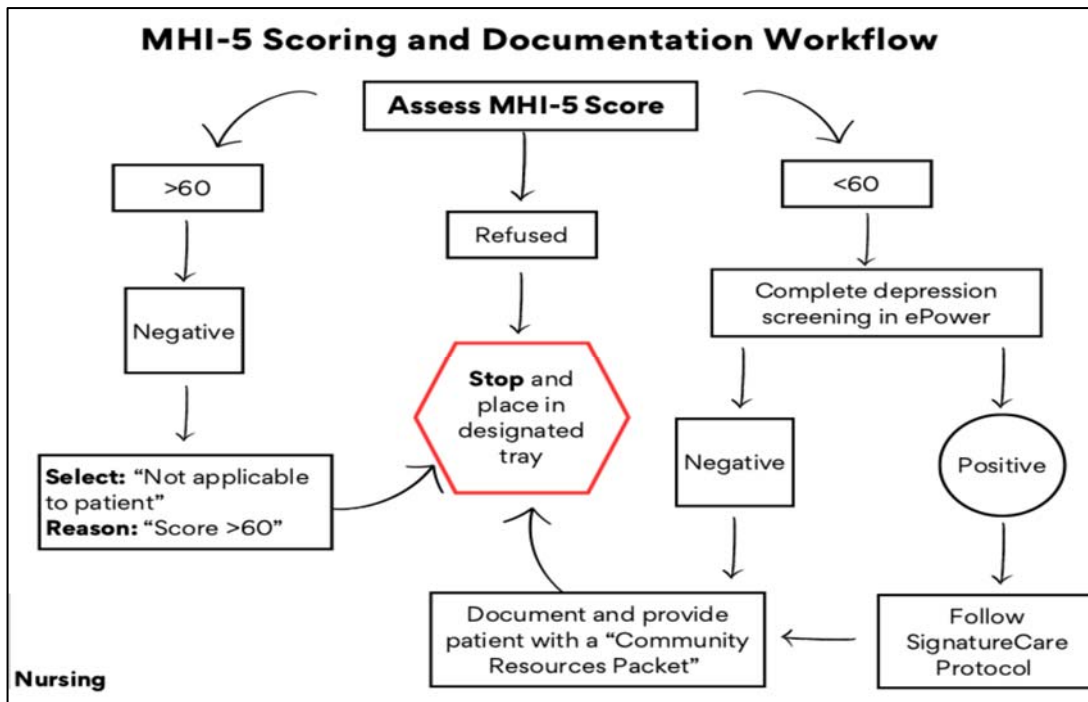 MHI-5 Scoring and Documentation Workflow
Assess MHI-5 Score
>60
<60
Refused
Complete depression
screening in ePower
Negative
Stop and
place in
designated
tray
Negative
Positive
Select: “Not applicable
to patient”
Reason: “Score >60”
Document and provide
patient with a “Community
Resources Packet”
Follow
SignatureCare
Protocol
Nursing